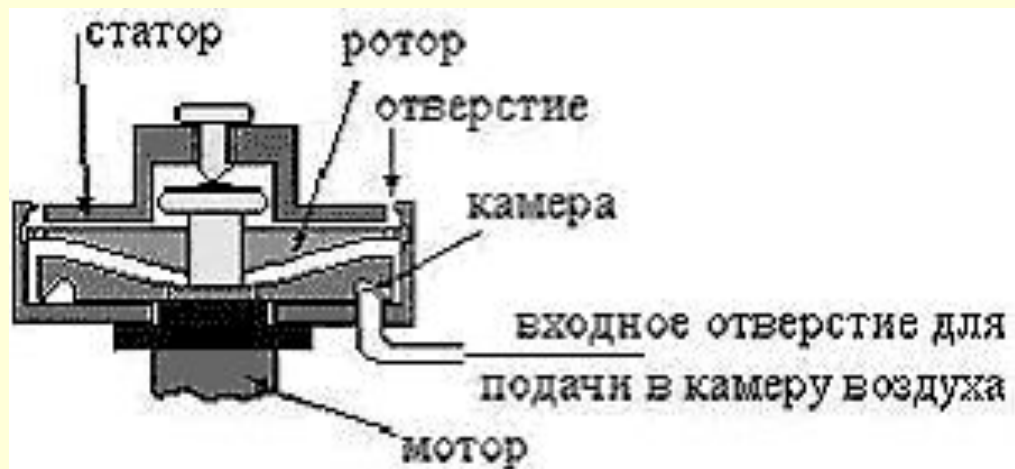 статор
ротор
отверстие
камера
входное отверстие для
подачи в камеру воздуха
мотор